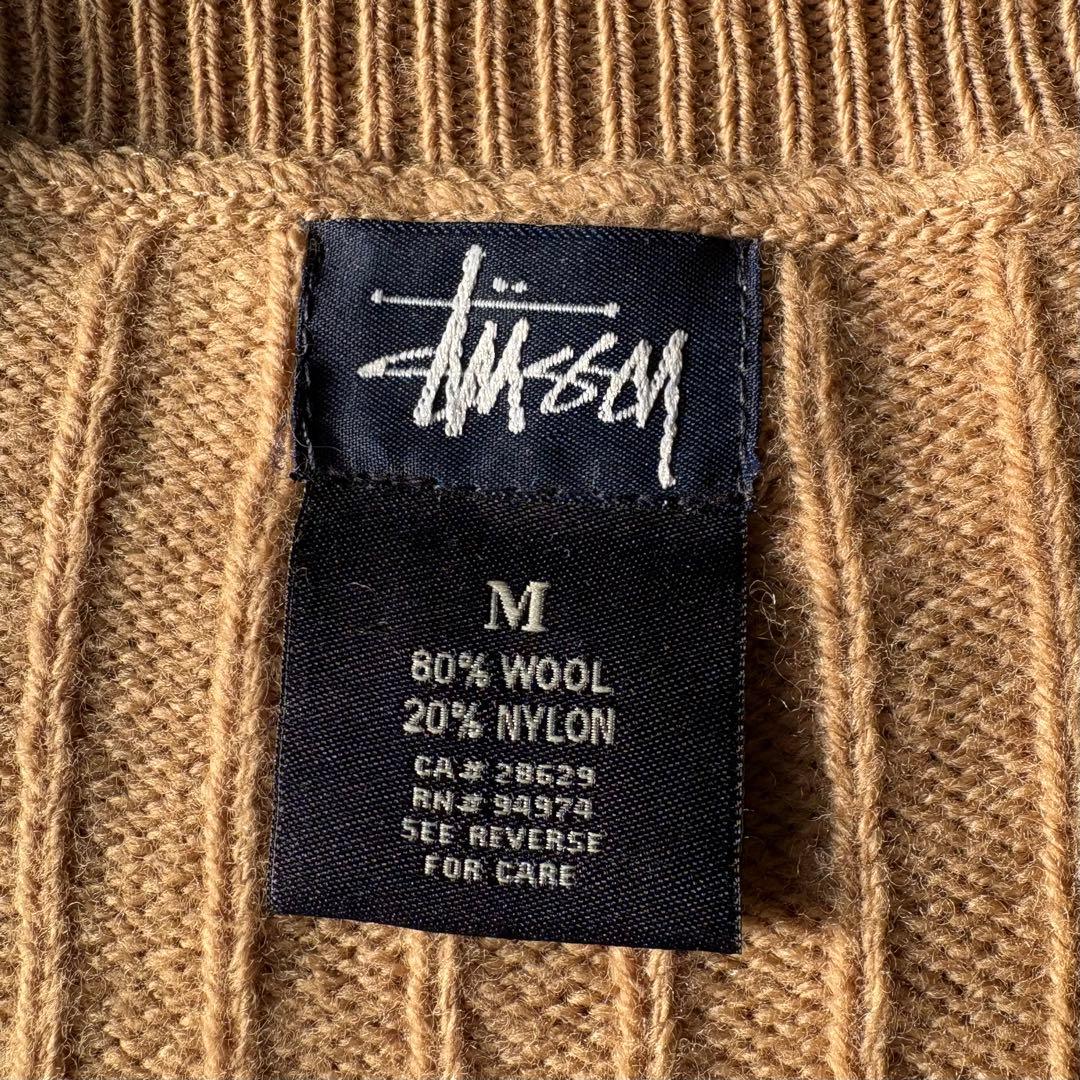 Stüssy
M
80% WOOL
20% NYLON
CA# 28629
RN# 94974
SEE REVERSE
FOR CARE